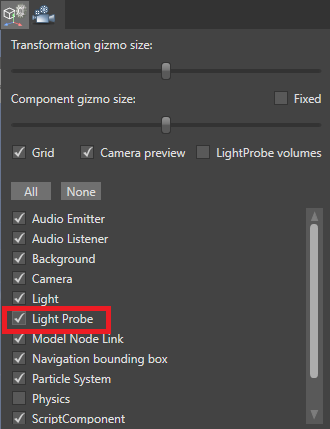 Transformation gizmo size:
Component gizmo size: Fixed
Grid Camera preview LightProbe volumes
All None
Audio Emitter
Audio Listener
Background
Camera
Light
Light Probe
Model Node Link
Navigation bounding box
Particle System
Physics
ScriptComponent